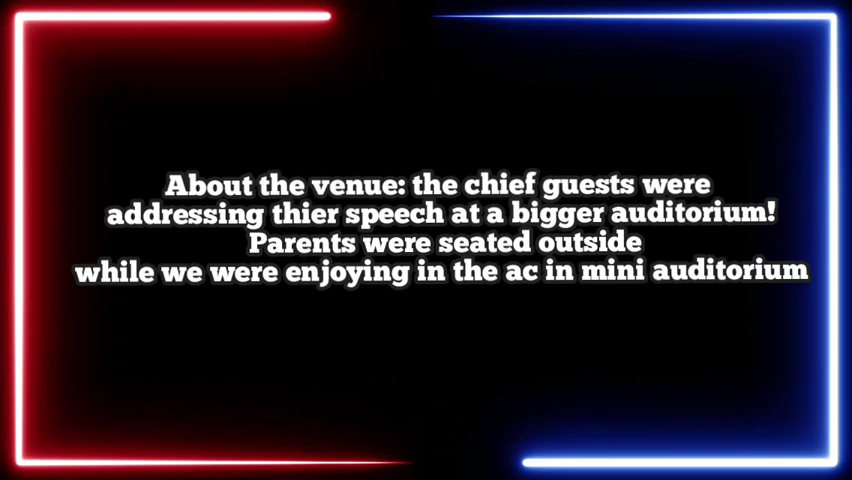 About the venue: the chief guests were
addressing thier speech at a bigger auditorium!
Parents were seated outside
while we were enjoying in the ac in mini auditorium